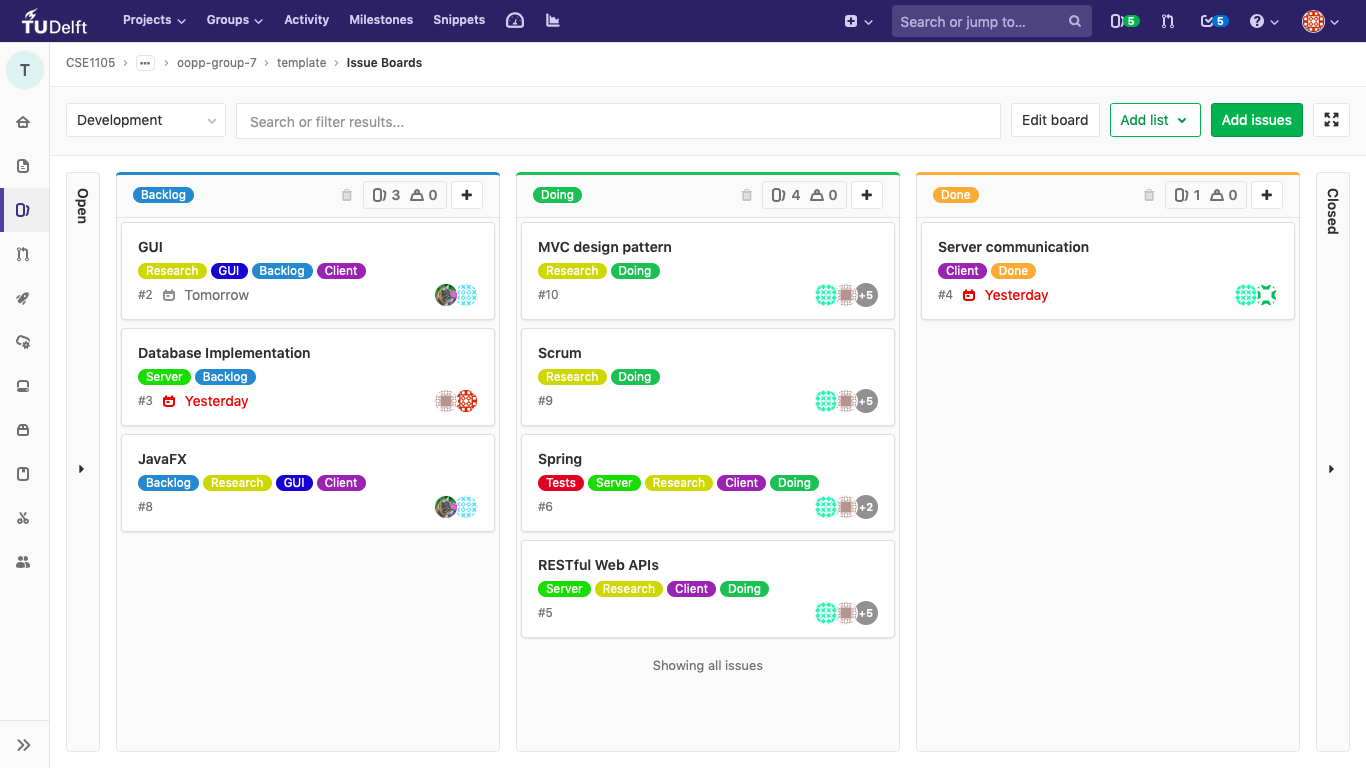 TUDelft Projects Groups Activity Milestones Snippets Search or jump to... 5 5
T
CSE1105 › ••• › oopp-group-7 › template › Issue Boards
Development Search or filter results... Edit board Add list Add issues
Open
Backlog 3 0 +
GUI
Research GUI Backlog Client
#2 Tomorrow
Database Implementation
Server Backlog
#3 Yesterday
JavaFX
Backlog Research GUI Client
#8
Doing 4 0 +
MVC design pattern
Research Doing
#10 +5
Scrum
Research Doing
#9 +5
Spring
Tests Server Research Client Doing
#6 +2
RESTful Web APIs
Server Research Client Doing
#5 +5
Showing all issues
Done 1 0 +
Server communication
Client Done
#4 Yesterday
Closed